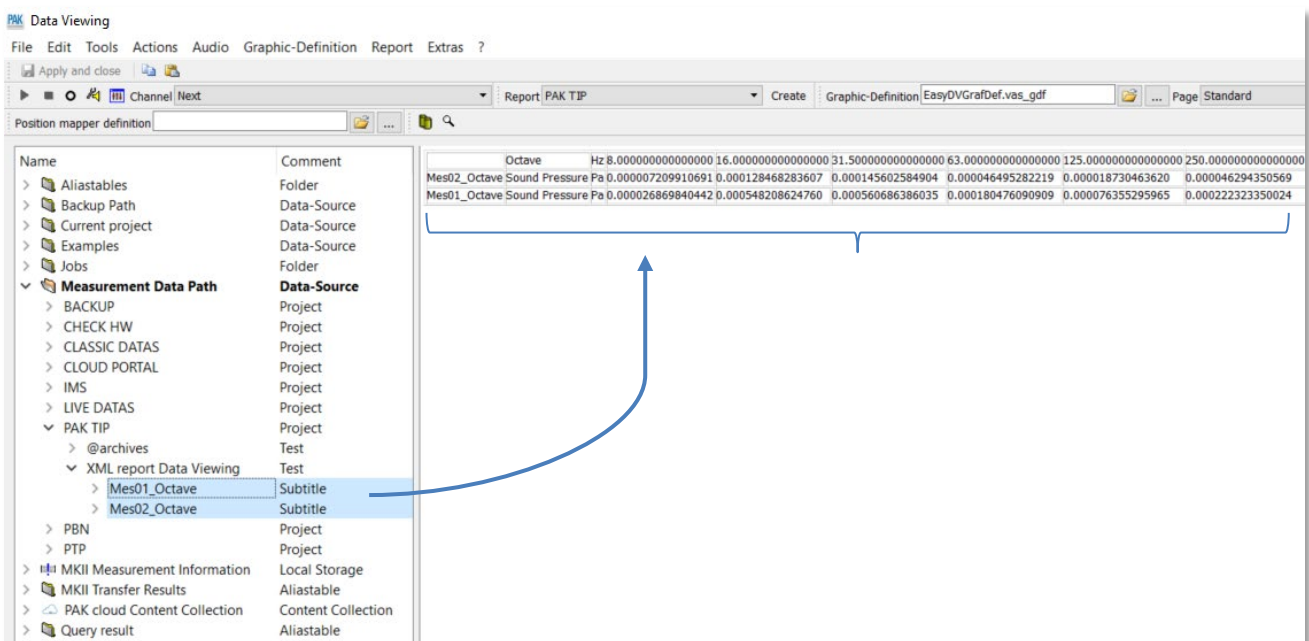 PAK Data Viewing
File Edit Tools Actions Audio Graphic-Definition Report Extras ?
Apply and close
Channel Next Report PAK TIP Create Graphic-Definition EasyDVGrafDef.vas_gdf ... Page Standard
Position mapper definition ...
Name Comment
Octave Hz 8.000000000000000 16.000000000000000 31.500000000000000 63.000000000000000 125.000000000000000 250.000000000000000
Mes02_Octave Sound Pressure Pa 0.000007209910691 0.000128468283607 0.000145602584904 0.000046495282219 0.000018730463620 0.000046294350569
Mes01_Octave Sound Pressure Pa 0.000026869840442 0.000548208624760 0.000560686386035 0.000180476090909 0.000076355295965 0.000222323350024
Aliastables Folder
Backup Path Data-Source
Current project Data-Source
Examples Data-Source
Jobs Folder
Measurement Data Path Data-Source
BACKUP Project
CHECK HW Project
CLASSIC DATAS Project
CLOUD PORTAL Project
IMS Project
LIVE DATAS Project
PAK TIP Project
@archives Test
XML report Data Viewing Test
Mes01_Octave Subtitle
Mes02_Octave Subtitle
PBN Project
PTP Project
MKII Measurement Information Local Storage
MKII Transfer Results Aliastable
PAK cloud Content Collection Content Collection
Query result Aliastable